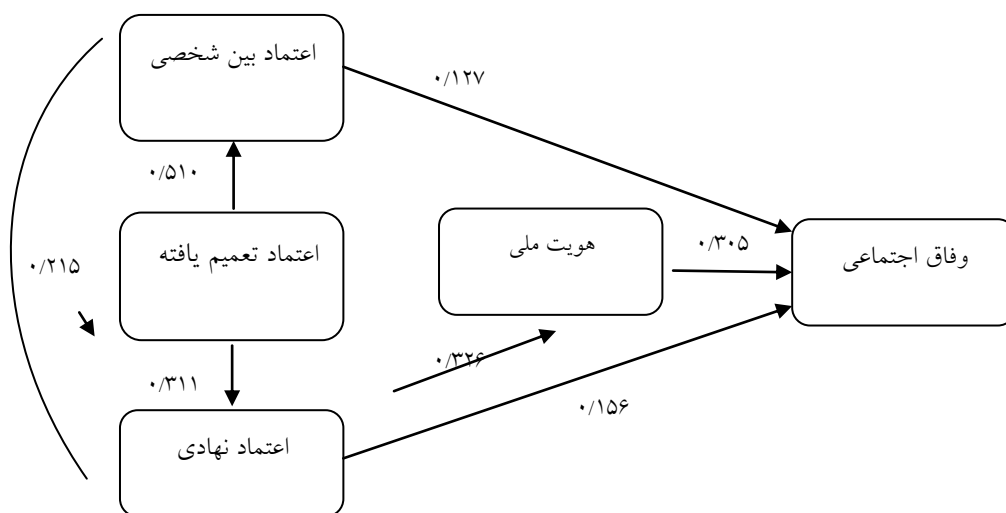 اعتماد بین شخصی
۰/۱۲۷
۰/۵۱۰
اعتماد تعمیم یافته
هویت ملی
۰/۳۰۵
وفاق اجتماعی
۰/۲۱۵
۰/۳۲۶
۰/۳۱۱
۰/۱۵۶
اعتماد نهادی